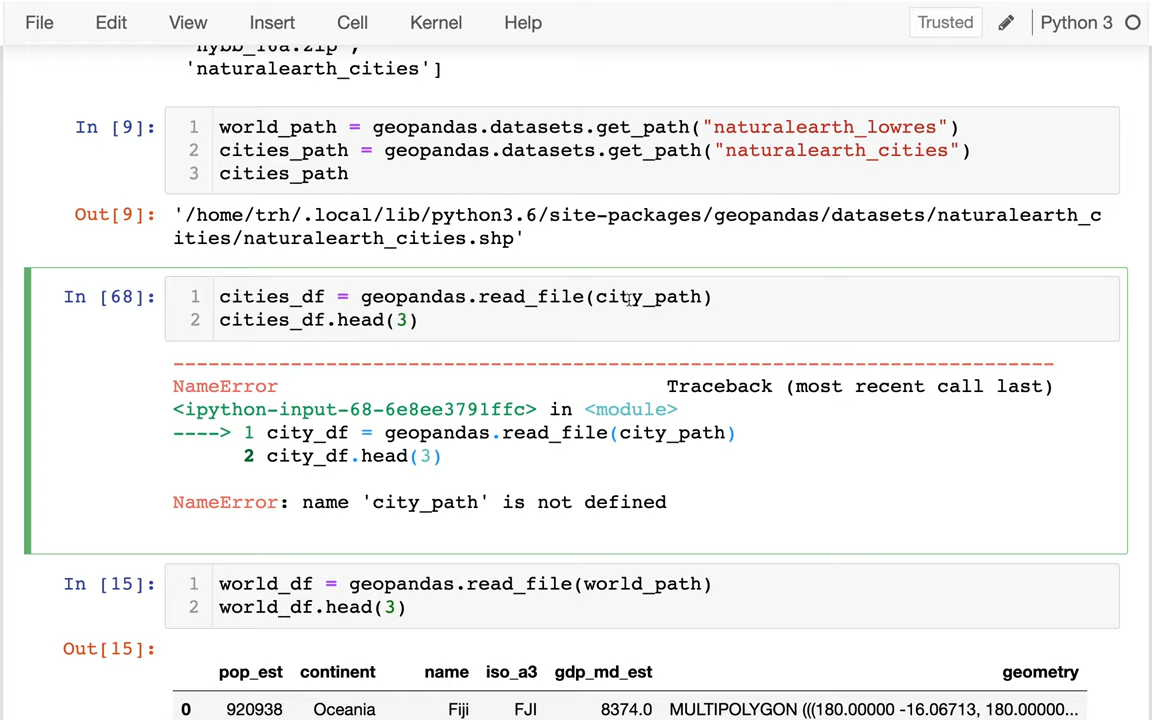 File Edit View Insert Cell Kernel Help Trusted Python 3
'nybb_16a.zip',
'naturalearth_cities']
In [9]: 1 world_path = geopandas.datasets.get_path("naturalearth_lowres")
2 cities_path = geopandas.datasets.get_path("naturalearth_cities")
3 cities_path
Out[9]: '/home/trh/.local/lib/python3.6/site-packages/geopandas/datasets/naturalearth_c
ities/naturalearth_cities.shp'
In [68]: 1 cities_df = geopandas.read_file(city_path)
2 cities_df.head(3)
---------------------------------------------------------------------------
NameError Traceback (most recent call last)
<ipython-input-68-6e8ee3791ffc> in <module>
----> 1 city_df = geopandas.read_file(city_path)
2 city_df.head(3)
NameError: name 'city_path' is not defined
In [15]: 1 world_df = geopandas.read_file(world_path)
2 world_df.head(3)
Out[15]:
pop_est continent name iso_a3 gdp_md_est geometry
0 920938 Oceania Fiji FJI 8374.0 MULTIPOLYGON (((180.00000 -16.06713, 180.00000...